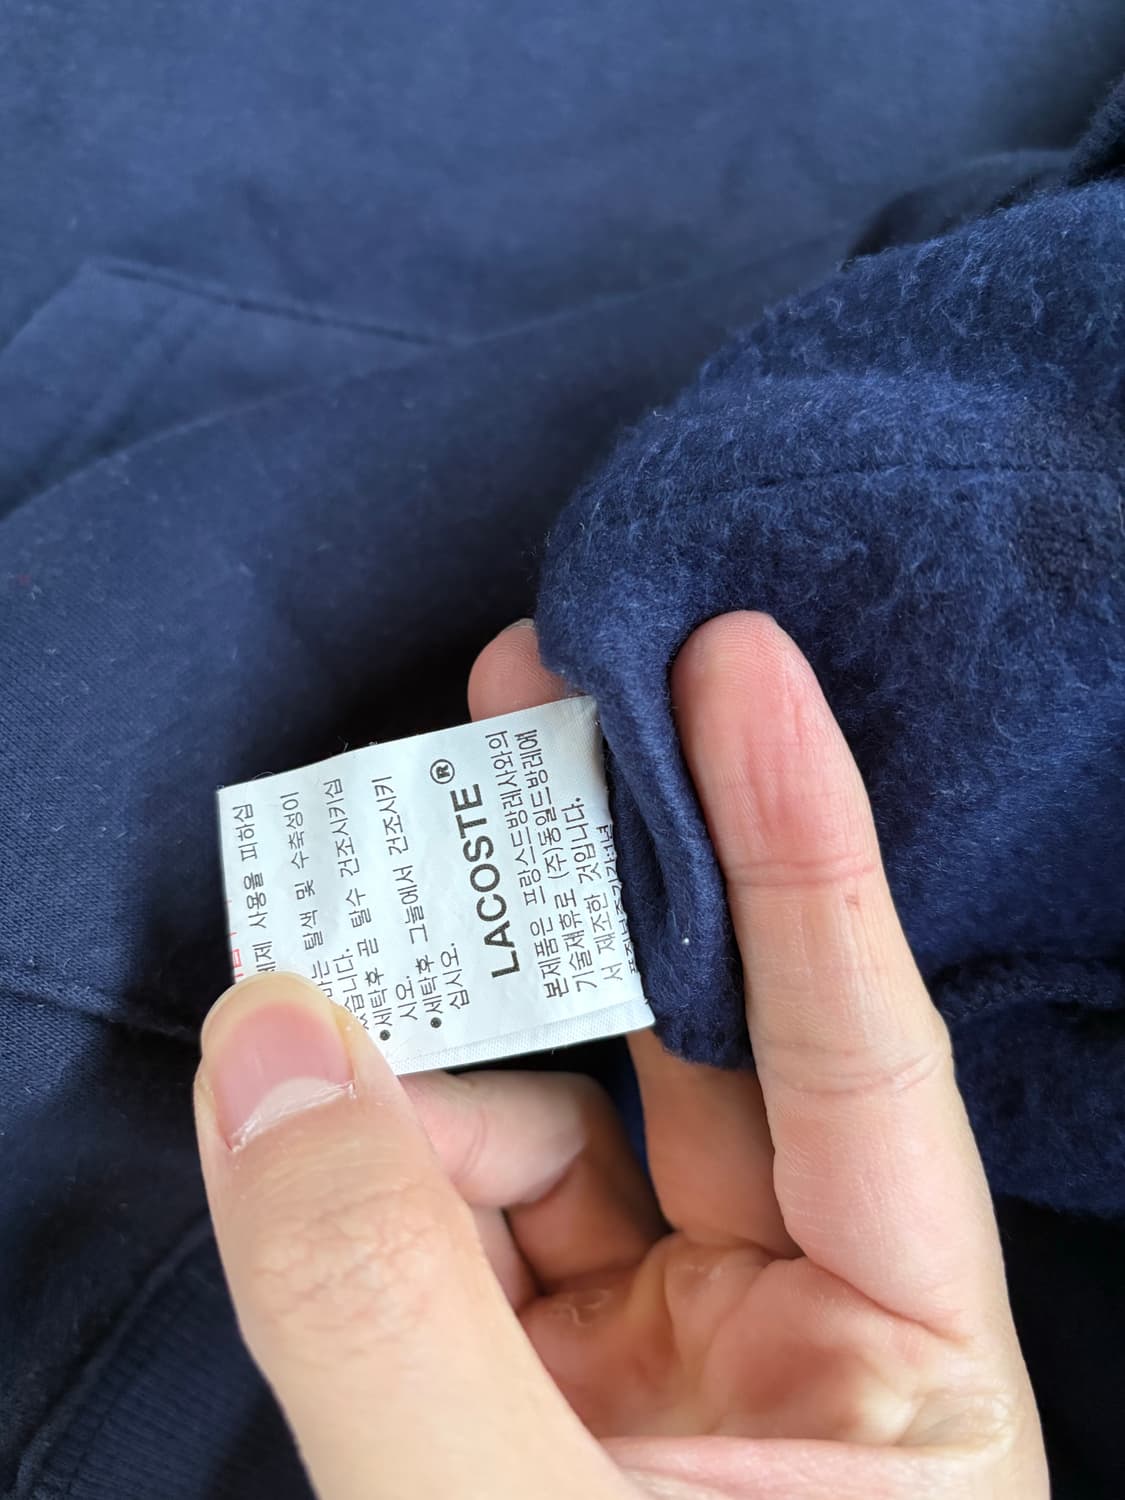 사용을 피하십
탈색 및 수축성이
습니다.
●세탁후 곧 탈수 건조시키십
시오.
●세탁후 그늘에서 건조시키
십시오.
LACOSTE®
본제품은 프랑스드방레사와의
기술제휴로 (주)동일드방레에
서 제조한 것입니다.